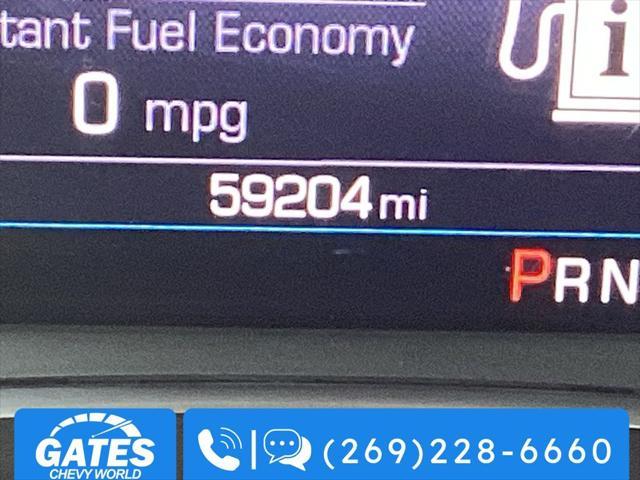 tant Fuel Economy
i
0 mpg
59204 mi
PRN
GATES
CHEVY WORLD
(269)228-6660